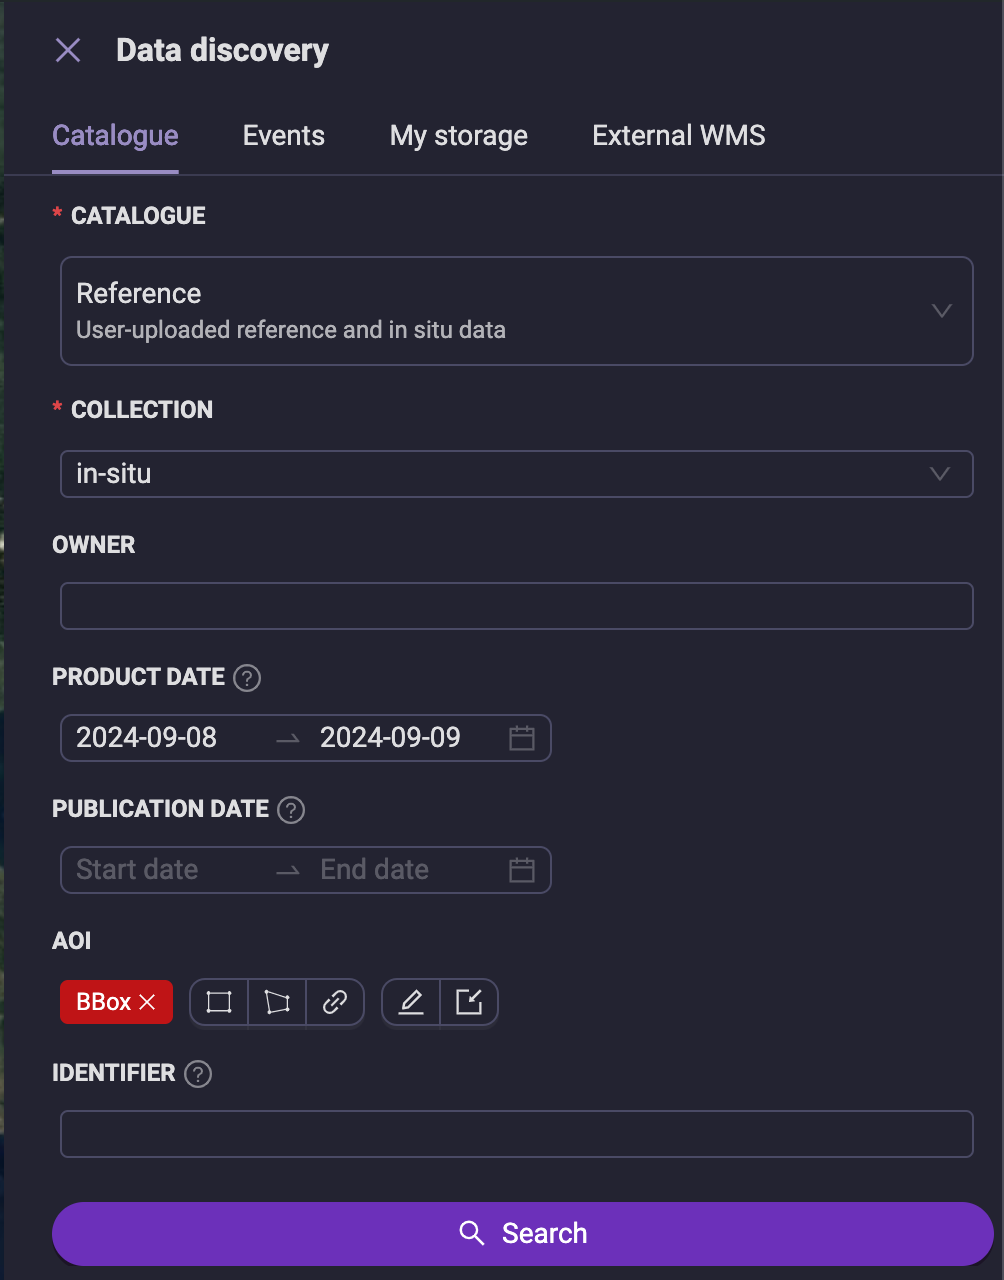 Data discovery
Catalogue Events My storage External WMS
* CATALOGUE
Reference
User-uploaded reference and in situ data
* COLLECTION
in-situ
OWNER
PRODUCT DATE ?
2024-09-08 → 2024-09-09
PUBLICATION DATE ?
Start date → End date
AOI
BBox ×
IDENTIFIER ?
Search